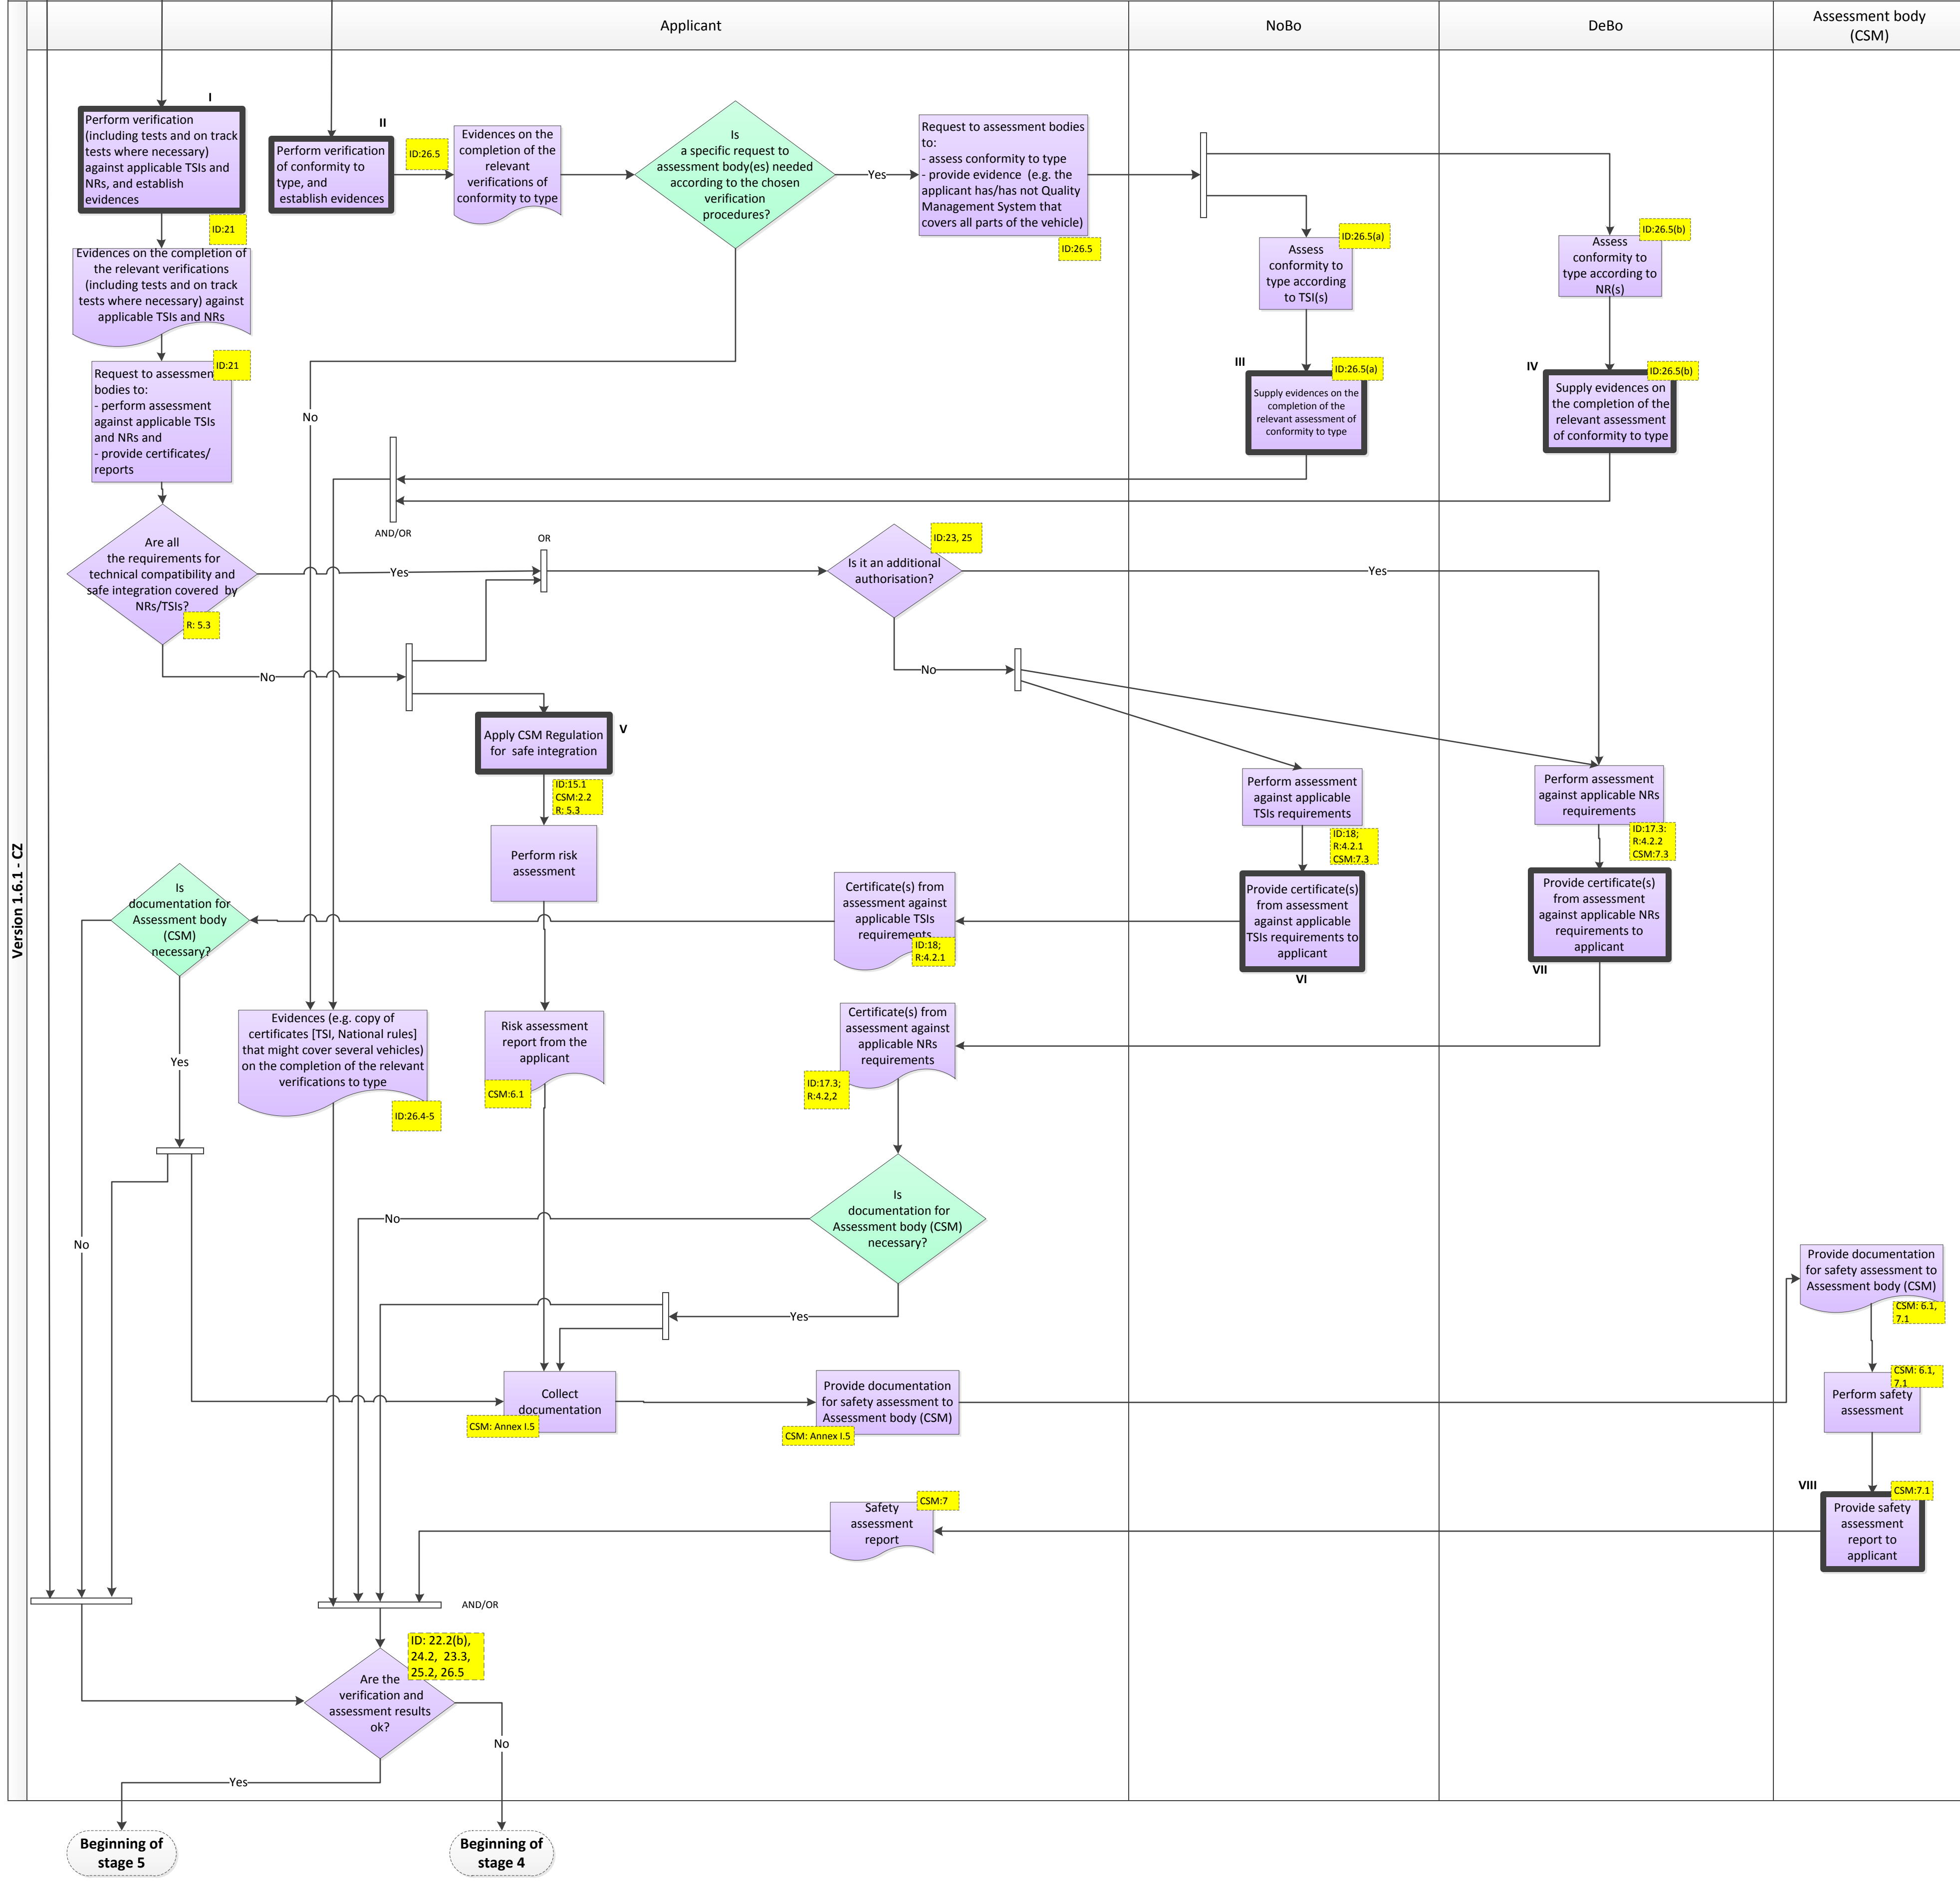 Applicant
NoBo
DeBo
Assessment body
(CSM)
Version 1.6.1 - CZ
I
Perform verification
(including tests and on track
tests where necessary)
against applicable TSIs and
NRs, and establish
evidences
ID:21
Evidences on the completion of
the relevant verifications
(including tests and on track
tests where necessary) against
applicable TSIs and NRs
ID:21
Request to assessment
bodies to:
- perform assessment
against applicable TSIs
and NRs and
- provide certificates/
reports
II
Perform verification
of conformity to
type, and
establish evidences
ID:26.5
Evidences on the
completion of the
relevant
verifications of
conformity to type
Is
a specific request to
assessment body(es) needed
according to the chosen
verification
procedures?
Yes
No
Request to assessment bodies
to:
- assess conformity to type
- provide evidence (e.g. the
applicant has/has not Quality
Management System that
covers all parts of the vehicle)
ID:26.5
ID:26.5(a)
Assess
conformity to
type according
to TSI(s)
ID:26.5(b)
Assess
conformity to
type according to
NR(s)
III
ID:26.5(a)
Supply evidences on the
completion of the
relevant assessment of
conformity to type
IV
ID:26.5(b)
Supply evidences on
the completion of the
relevant assessment
of conformity to type
AND/OR
Are all
the requirements for
technical compatibility and
safe integration covered by
NRs/TSIs?
R: 5.3
Yes
No
OR
ID:23, 25
Is it an additional
authorisation?
Yes
No
Apply CSM Regulation
for safe integration
V
ID:15.1
CSM:2.2
R: 5.3
Perform risk
assessment
Perform assessment
against applicable
TSIs requirements
ID:18;
R:4.2.1
CSM:7.3
Perform assessment
against applicable NRs
requirements
ID:17.3:
R:4.2.2
CSM:7.3
Is
documentation for
Assessment body
(CSM)
necessary?
Yes
No
Certificate(s) from
assessment against
applicable TSIs
requirements
ID:18;
R:4.2.1
Provide certificate(s)
from assessment
against applicable
TSIs requirements to
applicant
VI
Provide certificate(s)
from assessment
against applicable NRs
requirements to
applicant
VII
Evidences (e.g. copy of
certificates [TSI, National rules]
that might cover several vehicles)
on the completion of the relevant
verifications to type
ID:26.4-5
Risk assessment
report from the
applicant
CSM:6.1
Certificate(s) from
assessment against
applicable NRs
requirements
ID:17.3;
R:4.2,2
Is
documentation for
Assessment body (CSM)
necessary?
No
Yes
Provide documentation
for safety assessment to
Assessment body (CSM)
CSM: 6.1,
7.1
Collect
documentation
CSM: Annex I.5
Provide documentation
for safety assessment to
Assessment body (CSM)
CSM: Annex I.5
CSM: 6.1,
7.1
Perform safety
assessment
VIII
CSM:7.1
Provide safety
assessment
report to
applicant
CSM:7
Safety
assessment
report
AND/OR
ID: 22.2(b),
24.2, 23.3,
25.2, 26.5
Are the
verification and
assessment results
ok?
No
Yes
Beginning of
stage 5
Beginning of
stage 4